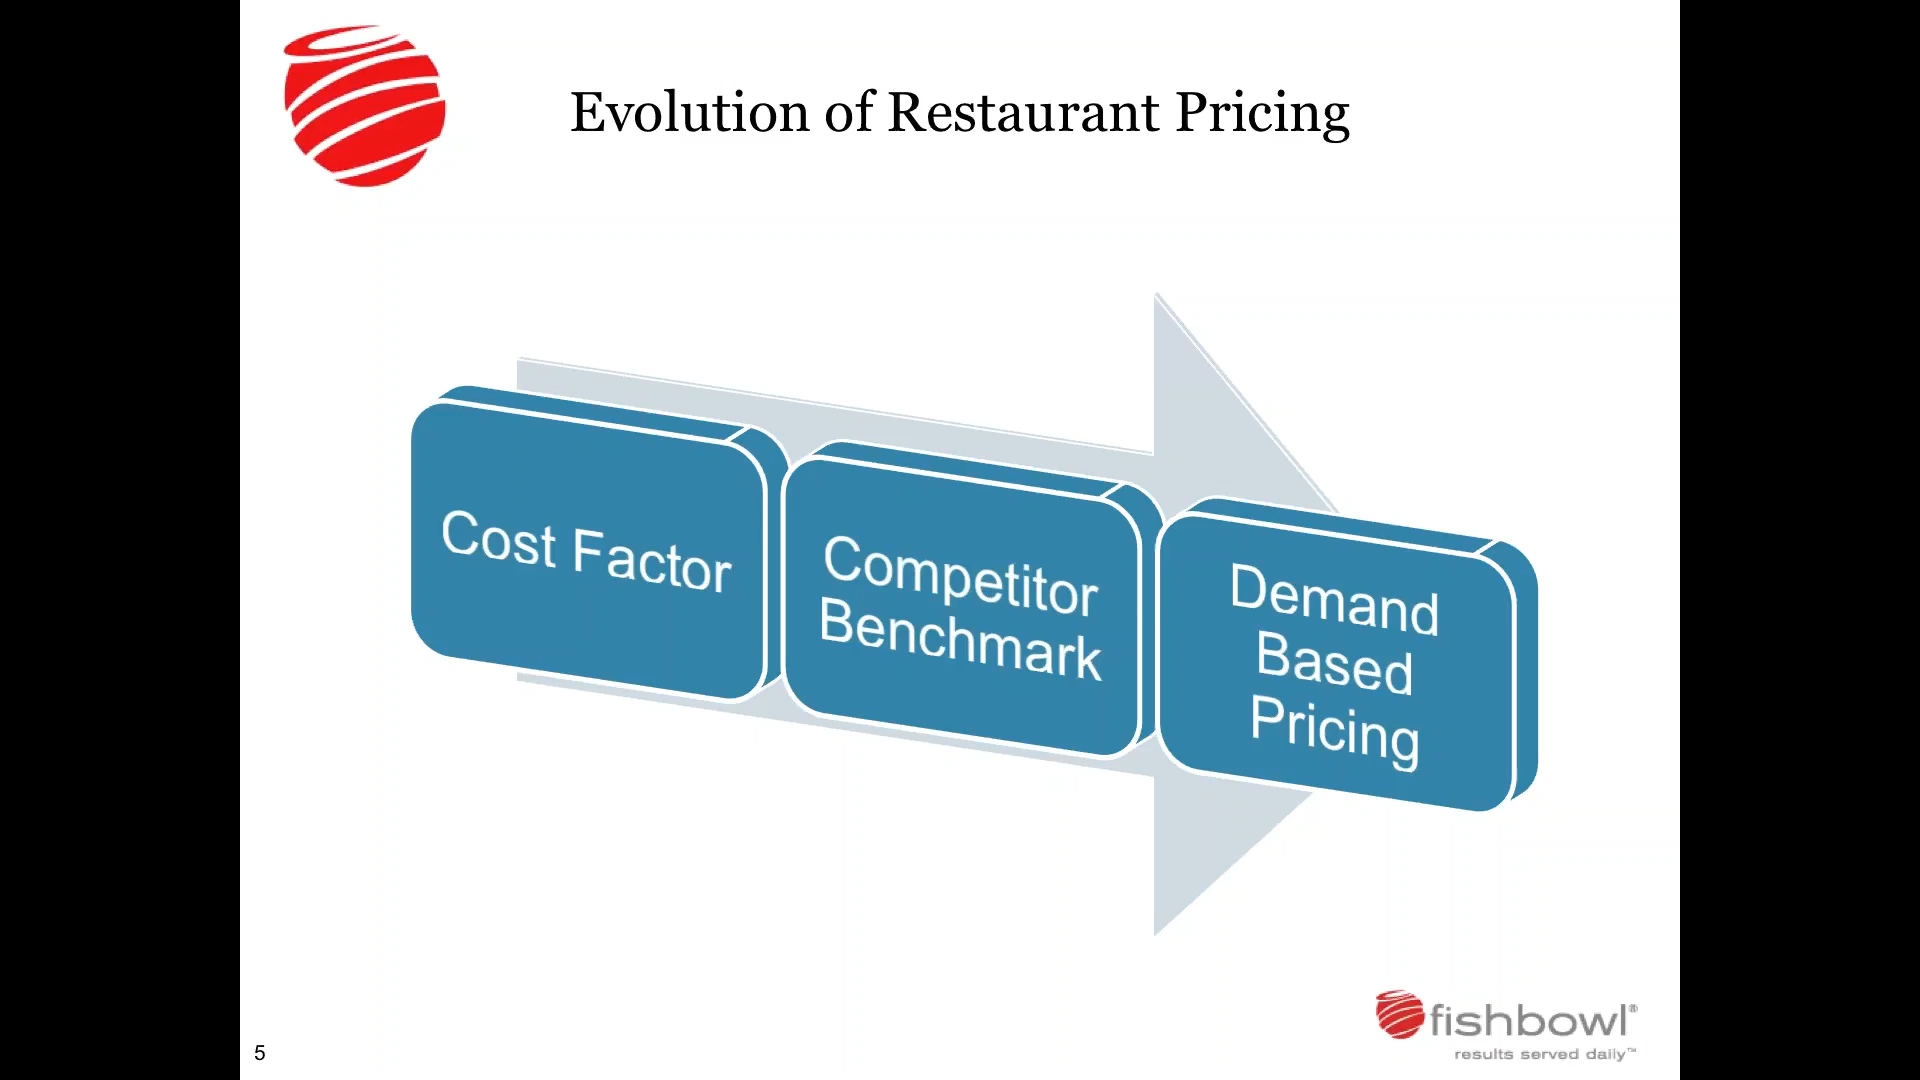 Evolution of Restaurant Pricing
Cost Factor
Competitor
Benchmark
Demand
Based
Pricing
fishbowl®
results served daily™
5